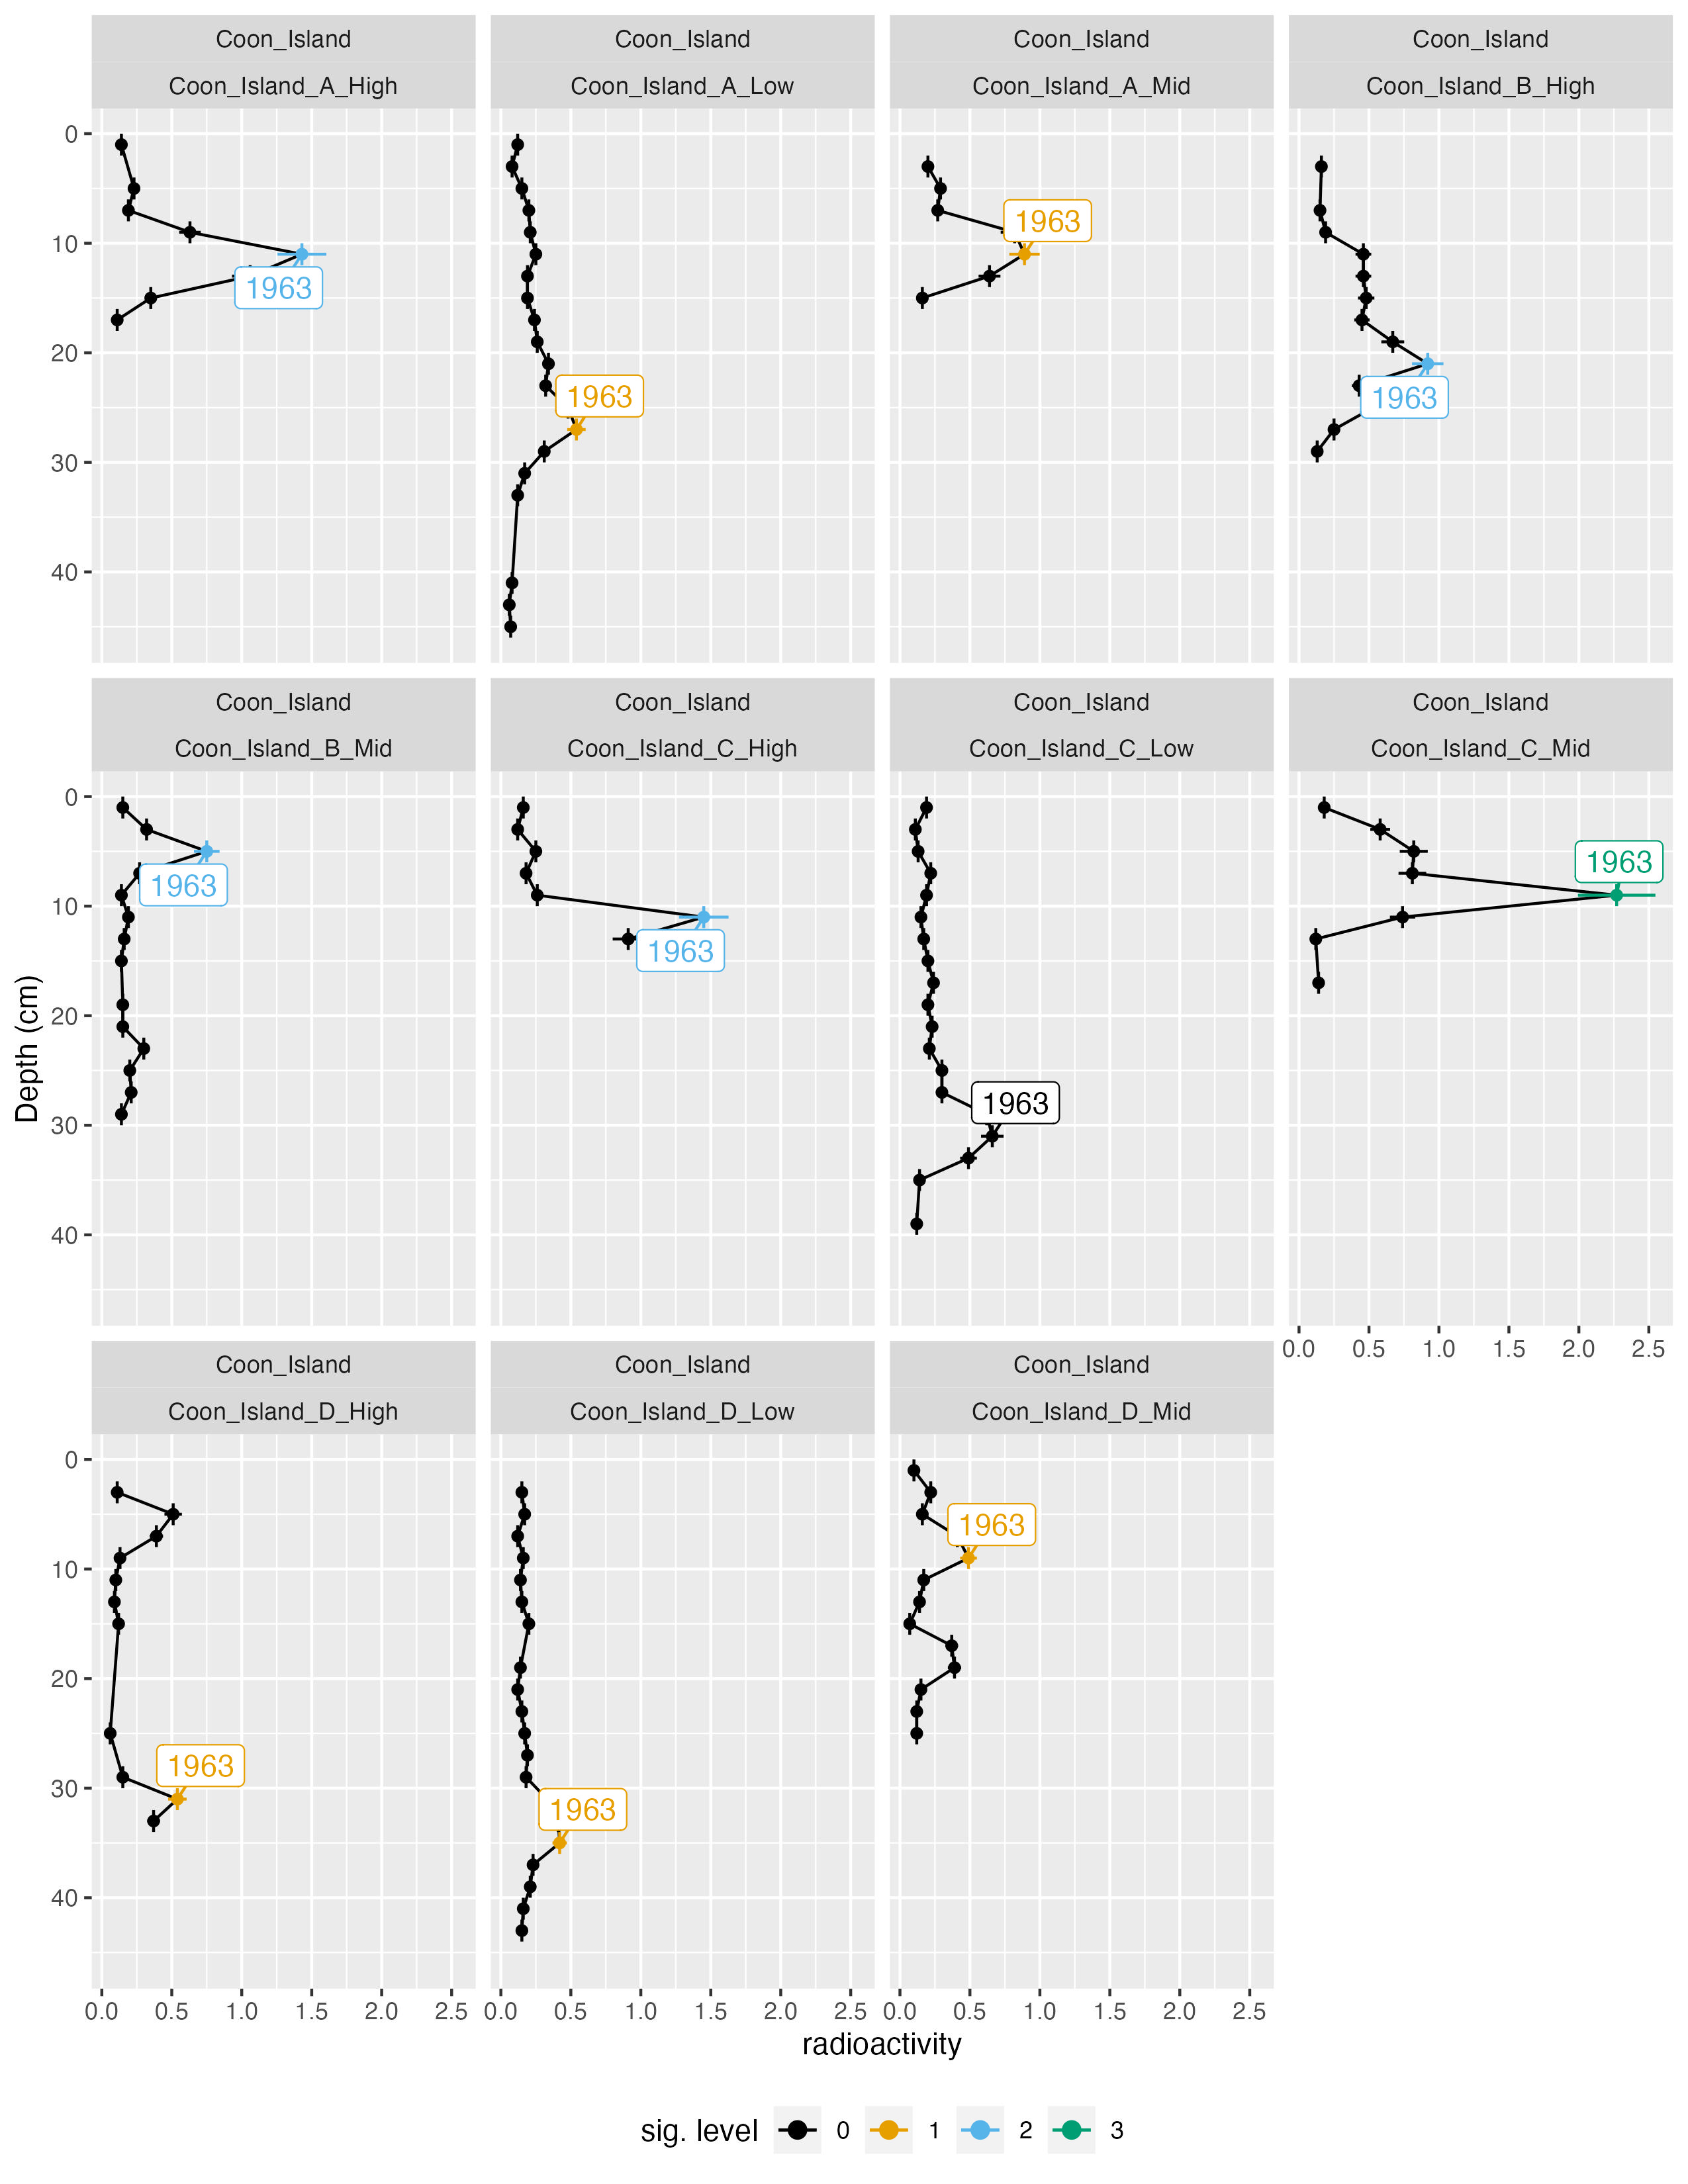 Coon_Island
Coon_Island
Coon_Island
Coon_Island
Coon_Island_A_High
Coon_Island_A_Low
Coon_Island_A_Mid
Coon_Island_B_High
0
10
20
30
40
1963
1963
1963
1963
Coon_Island
Coon_Island
Coon_Island
Coon_Island
Coon_Island_B_Mid
Coon_Island_C_High
Coon_Island_C_Low
Coon_Island_C_Mid
0
10
20
30
40
1963
1963
1963
1963
0.0 0.5 1.0 1.5 2.0 2.5
Depth (cm)
Coon_Island
Coon_Island
Coon_Island
Coon_Island_D_High
Coon_Island_D_Low
Coon_Island_D_Mid
0
10
20
30
40
1963
1963
1963
0.0 0.5 1.0 1.5 2.0 2.5
0.0 0.5 1.0 1.5 2.0 2.5
0.0 0.5 1.0 1.5 2.0 2.5
radioactivity
sig. level 0 1 2 3